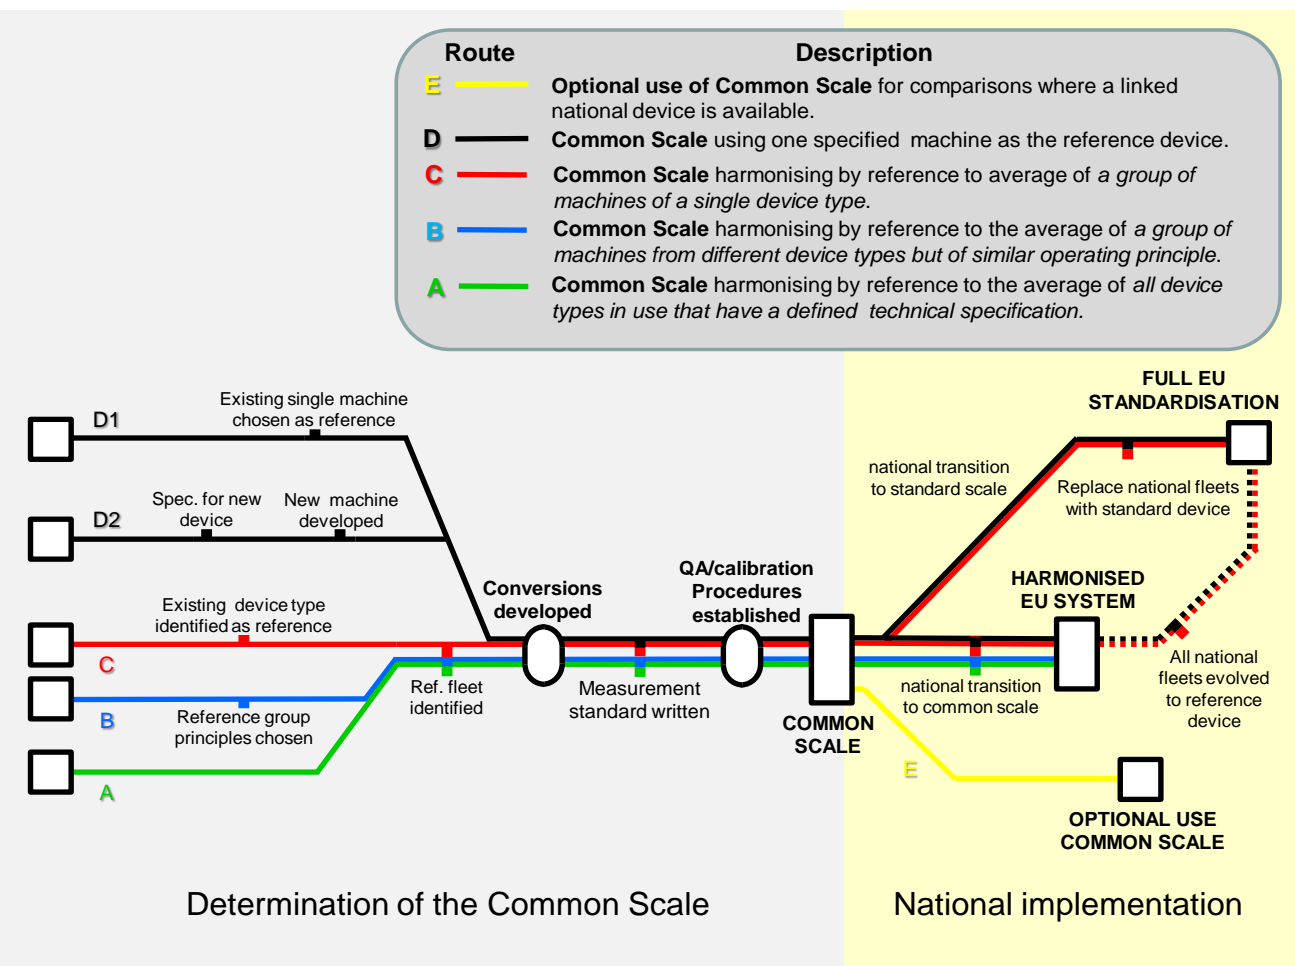 Route Description
E Optional use of Common Scale for comparisons where a linked
national device is available.
D Common Scale using one specified machine as the reference device.
C Common Scale harmonising by reference to average of a group of
machines of a single device type.
B Common Scale harmonising by reference to the average of a group of
machines from different device types but of similar operating principle.
A Common Scale harmonising by reference to the average of all device
types in use that have a defined technical specification.
FULL EU
STANDARDISATION
D1
Existing single machine
chosen as reference
national transition
to standard scale
Replace national fleets
with standard device
D2
Spec. for new
device
New machine
developed
Conversions
developed
QA/calibration
Procedures
established
HARMONISED
EU SYSTEM
Existing device type
identified as reference
C
Ref. fleet
identified
Measurement
standard written
COMMON
SCALE
national transition
to common scale
All national
fleets evolved
to reference
device
B
Reference group
principles chosen
A
E
OPTIONAL USE
COMMON SCALE
Determination of the Common Scale
National implementation